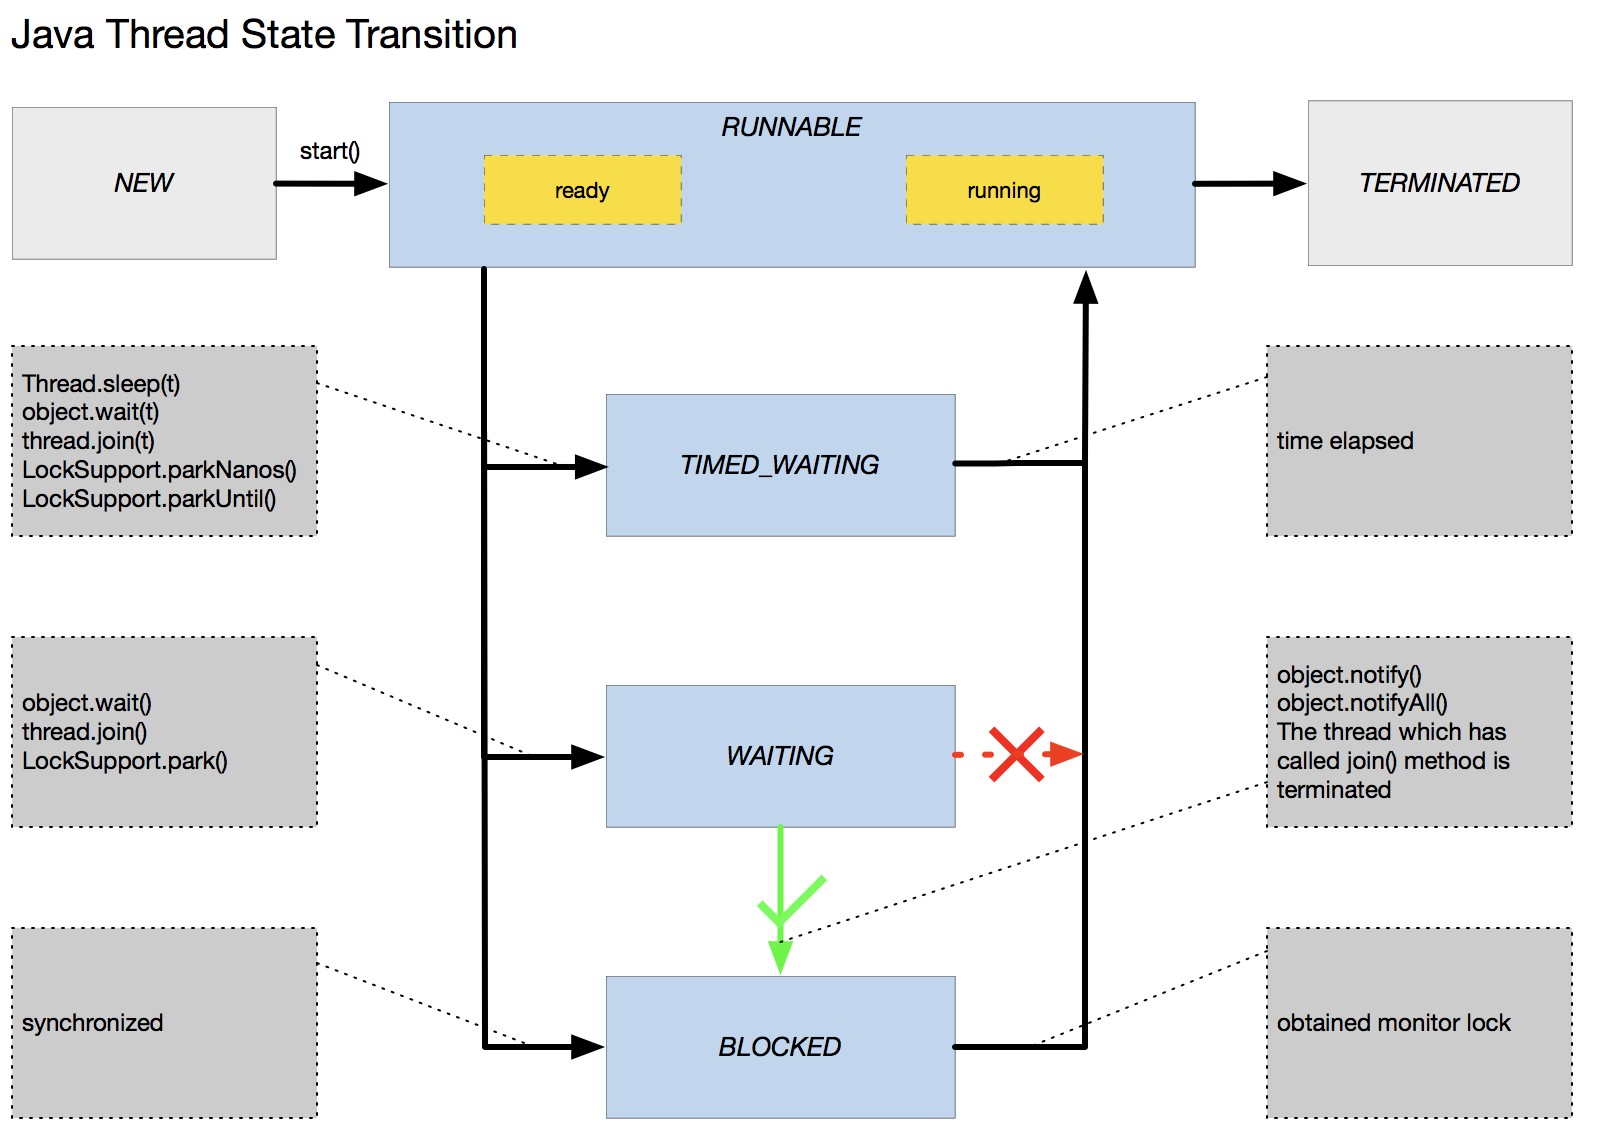 Java Thread State Transition
NEW
start()
RUNNABLE
ready
running
TERMINATED
Thread.sleep(t)
object.wait(t)
thread.join(t)
LockSupport.parkNanos()
LockSupport.parkUntil()
TIMED_WAITING
time elapsed
object.wait()
thread.join()
LockSupport.park()
WAITING
object.notify()
object.notifyAll()
The thread which has
called join() method is
terminated
synchronized
BLOCKED
obtained monitor lock